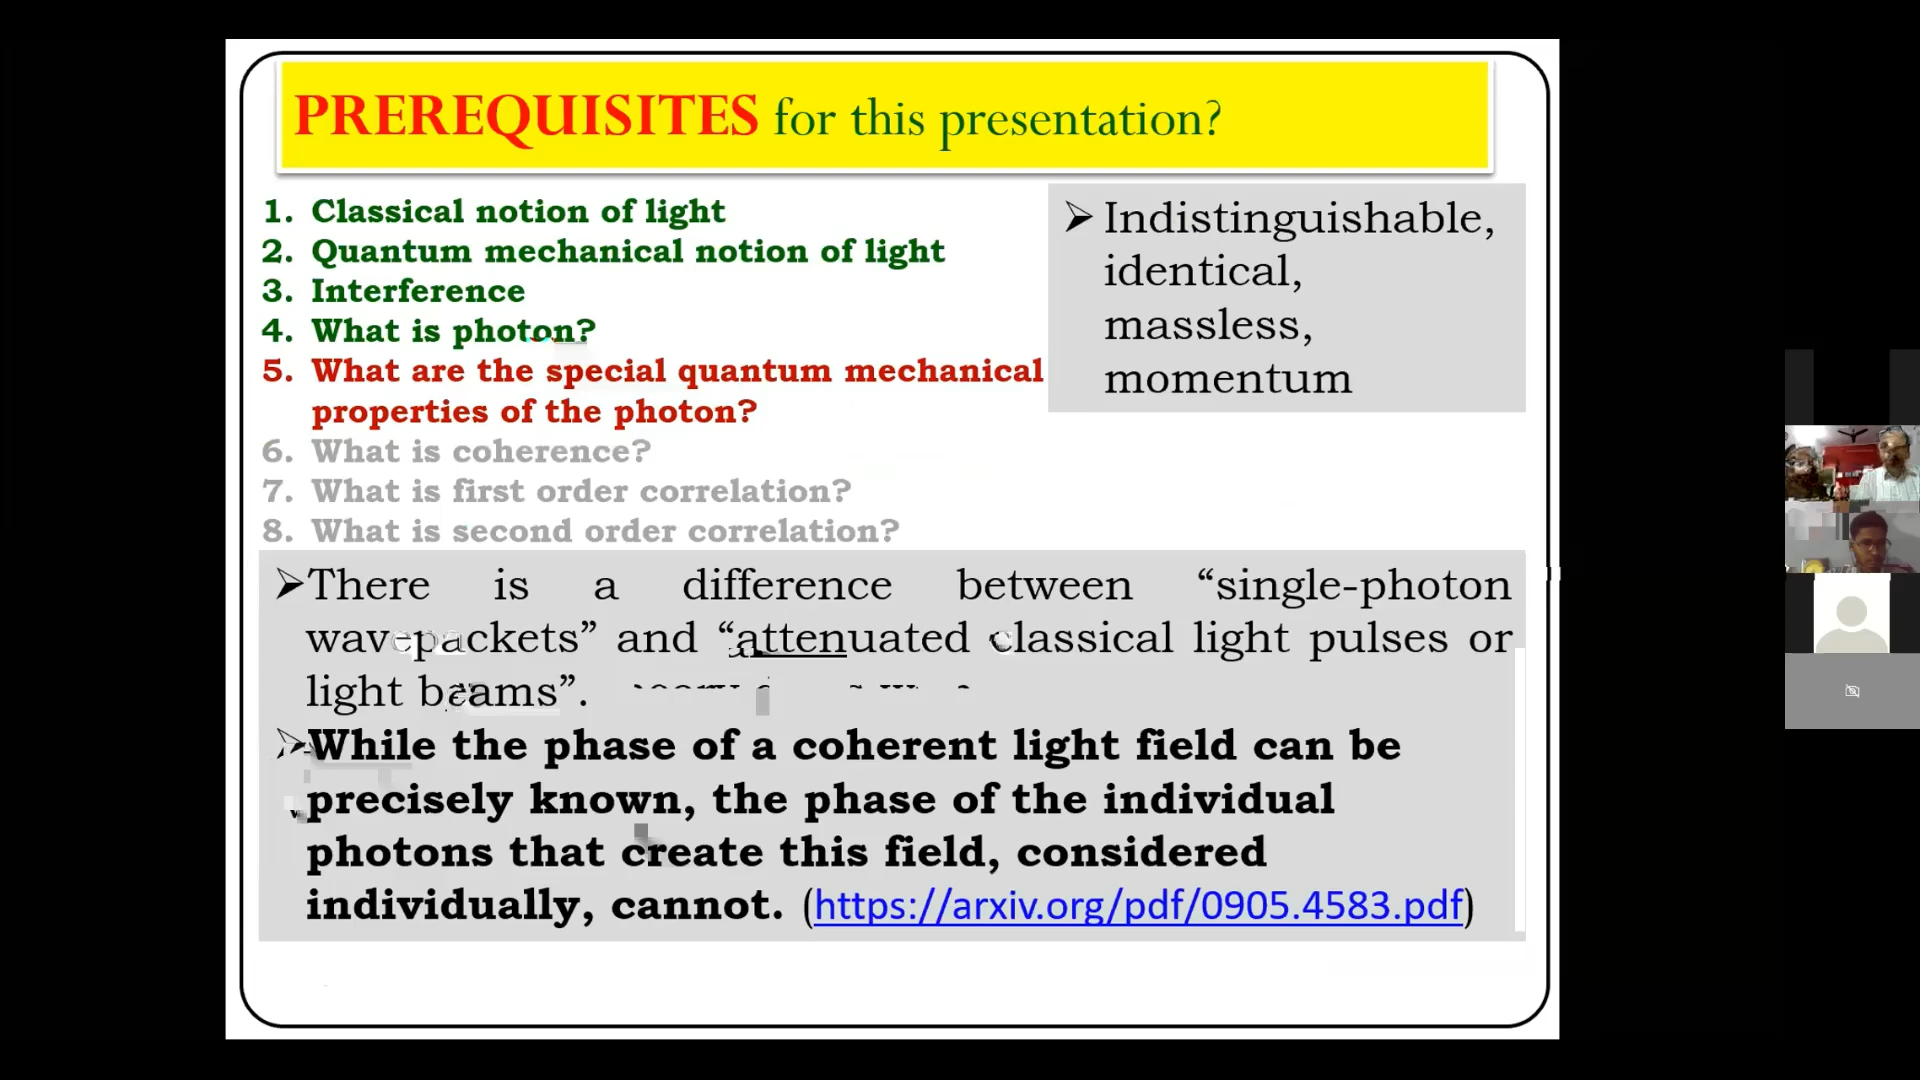 PREREQUISITES for this presentation?
1. Classical notion of light
2. Quantum mechanical notion of light
3. Interference
4. What is photon?
5. What are the special quantum mechanical
properties of the photon?
6. What is coherence?
7. What is first order correlation?
8. What is second order correlation?
➢ Indistinguishable,
identical,
massless,
momentum
➢There is a difference between “single-photon
wavepackets” and “attenuated classical light pulses or
light beams”.
➢While the phase of a coherent light field can be
precisely known, the phase of the individual
photons that create this field, considered
individually, cannot. (https://arxiv.org/pdf/0905.4583.pdf)